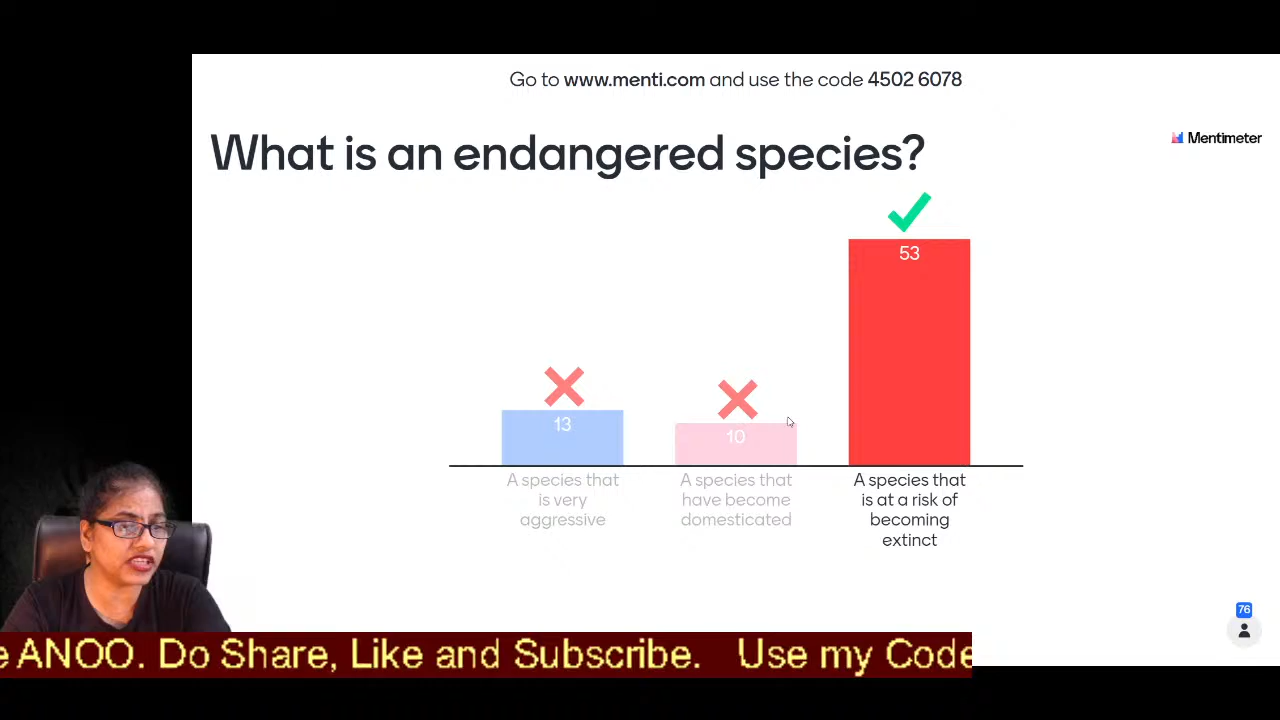 Go to www.menti.com and use the code 4502 6078
Mentimeter
What is an endangered species?
53
13
10
A species that
is very
aggressive
A species that
have become
domesticated
A species that
is at a risk of
becoming
extinct
76
e ANOO. Do Share, Like and Subscribe. Use my Code